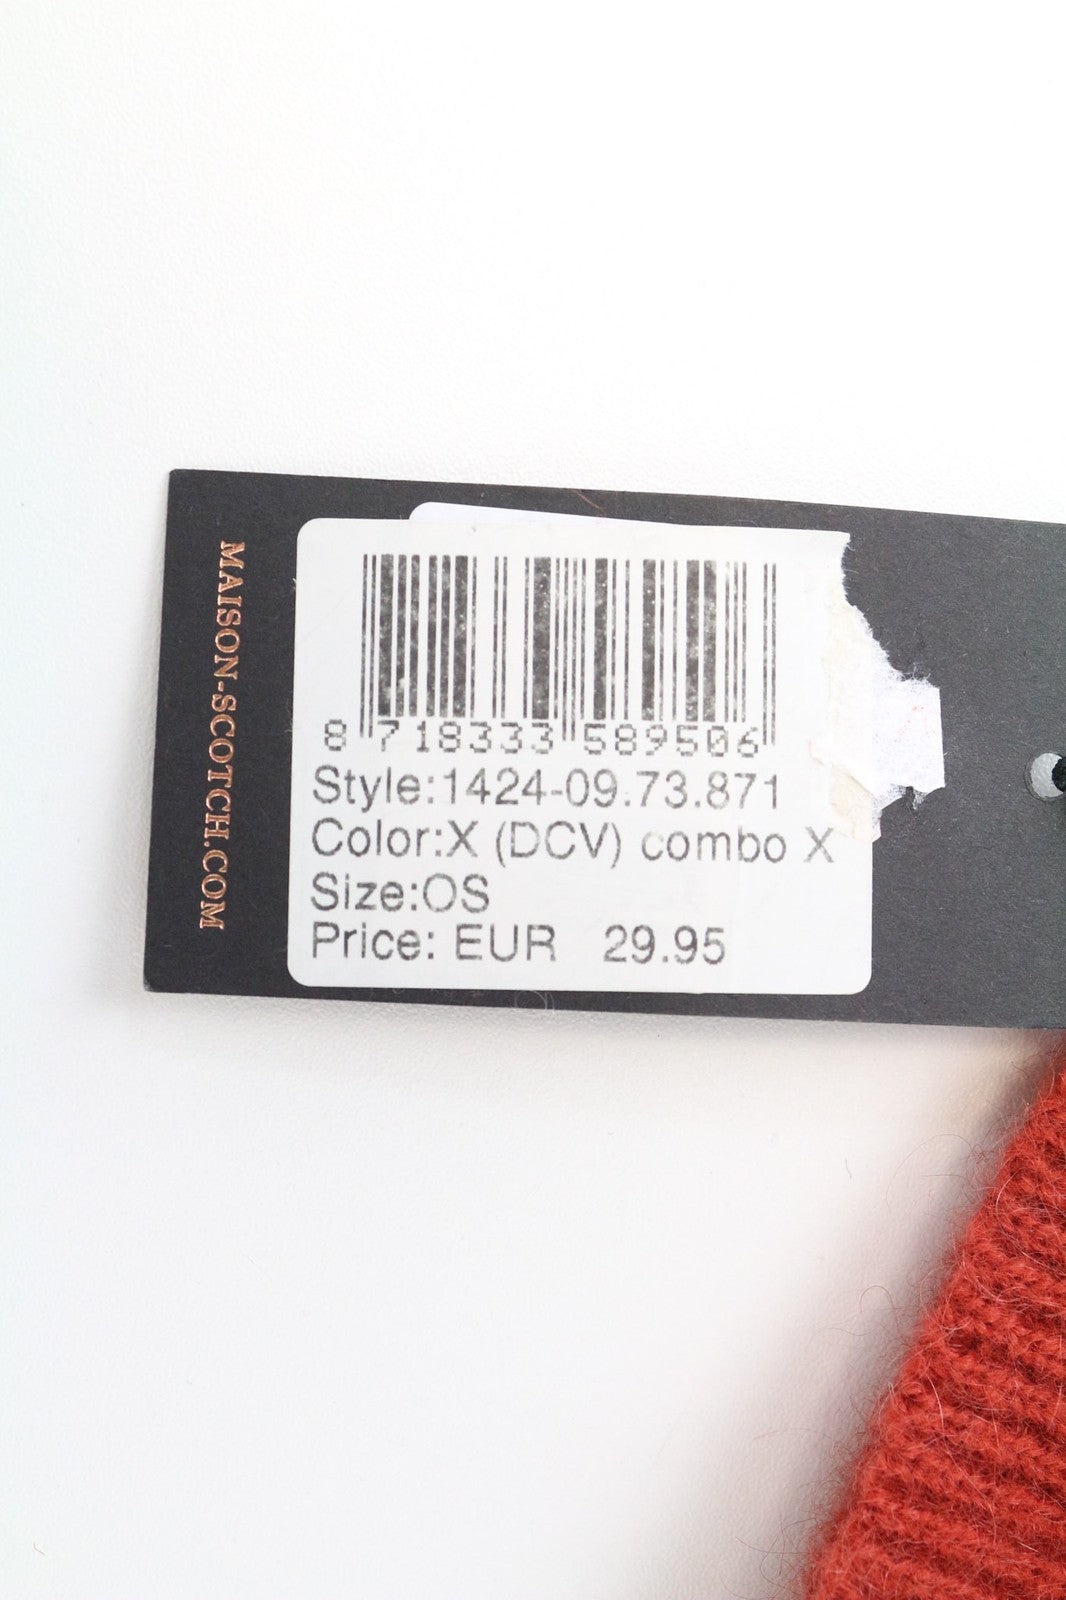 MAISON-SCOTCH.COM
8 718333 589506
Style:1424-09.73.871
Color:X (DCV) combo X
Size:OS
Price: EUR 29.95